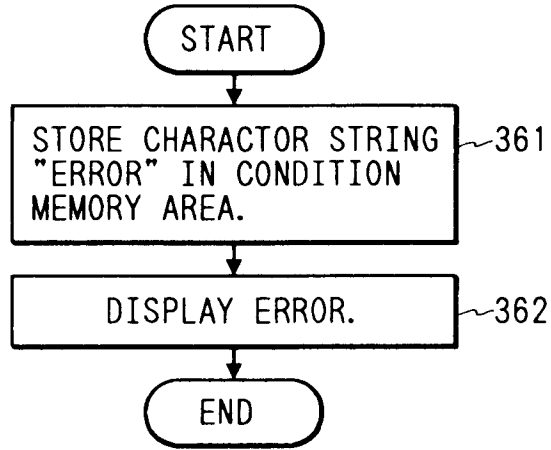 START
STORE CHARACTOR STRING
"ERROR" IN CONDITION
MEMORY AREA.
361
DISPLAY ERROR.
362
END